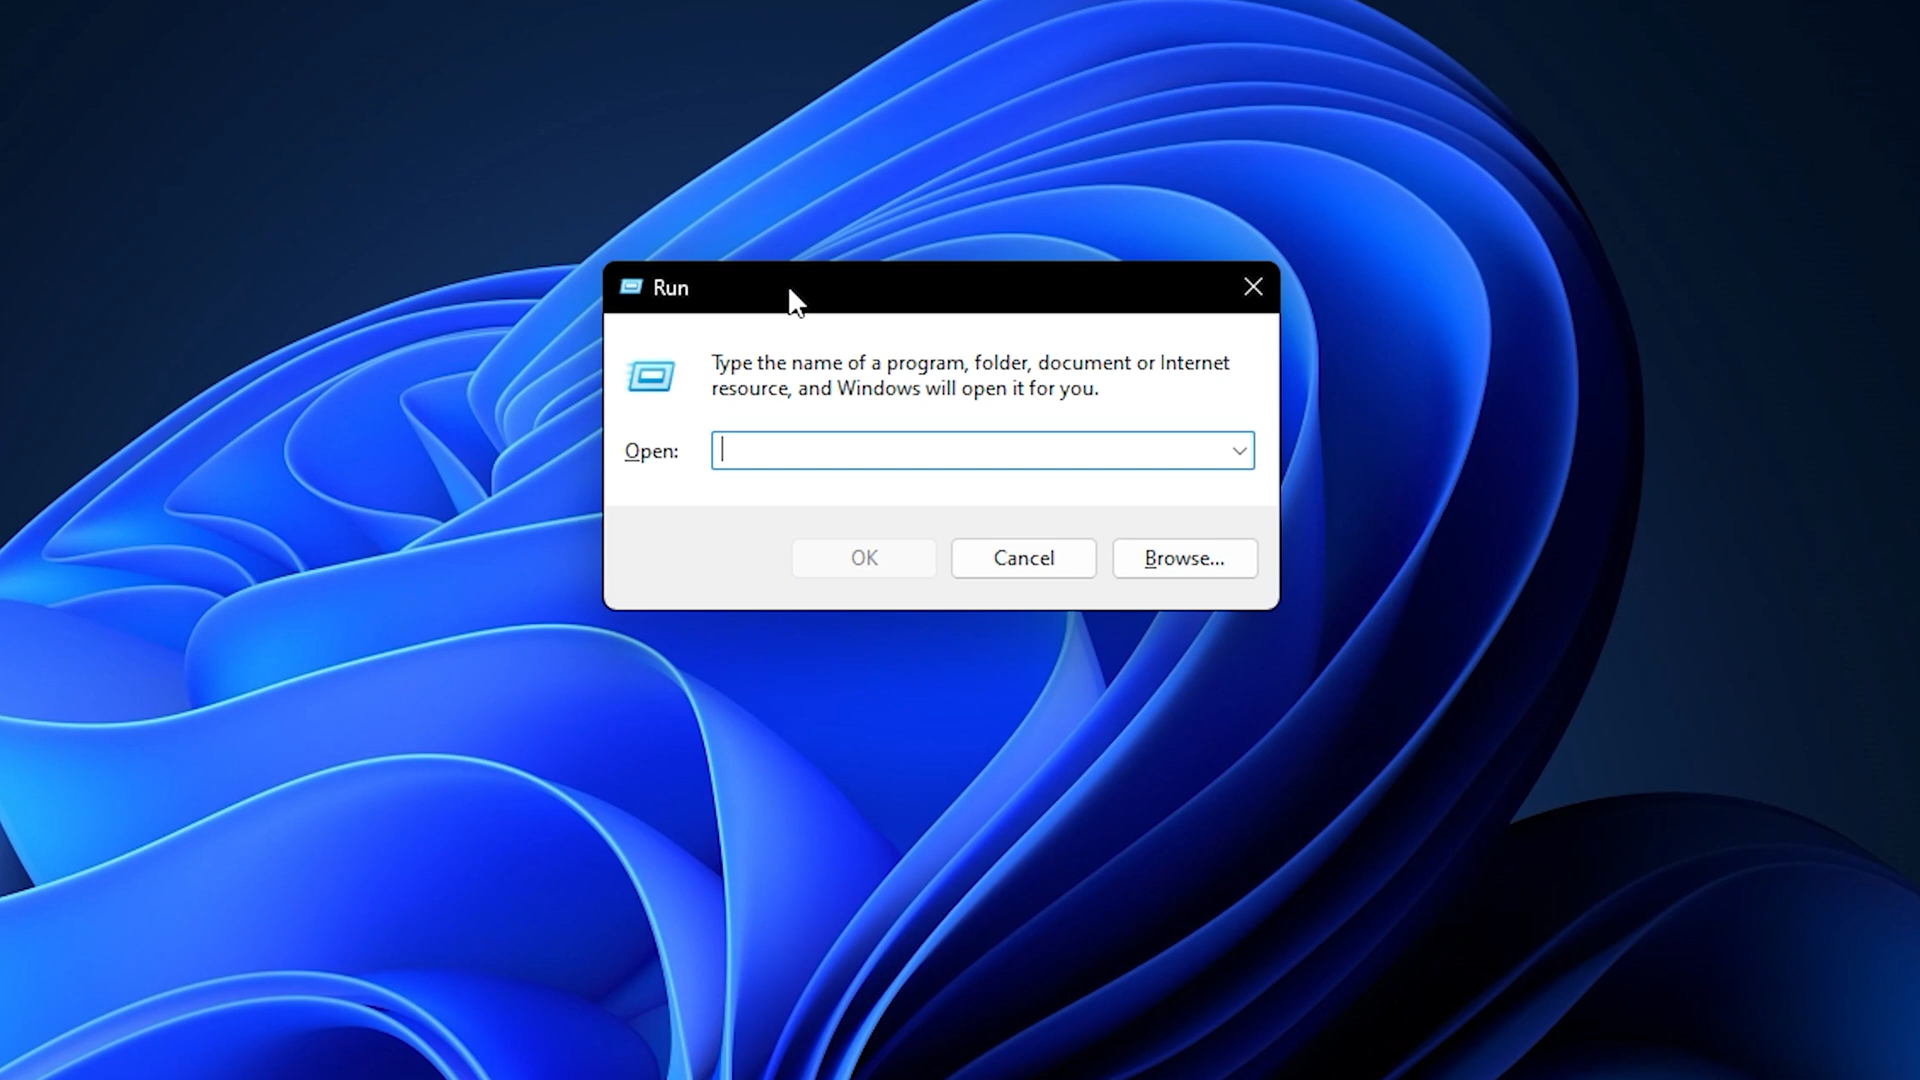 Run
Type the name of a program, folder, document or Internet
resource, and Windows will open it for you.
Open:
OK
Cancel
Browse...